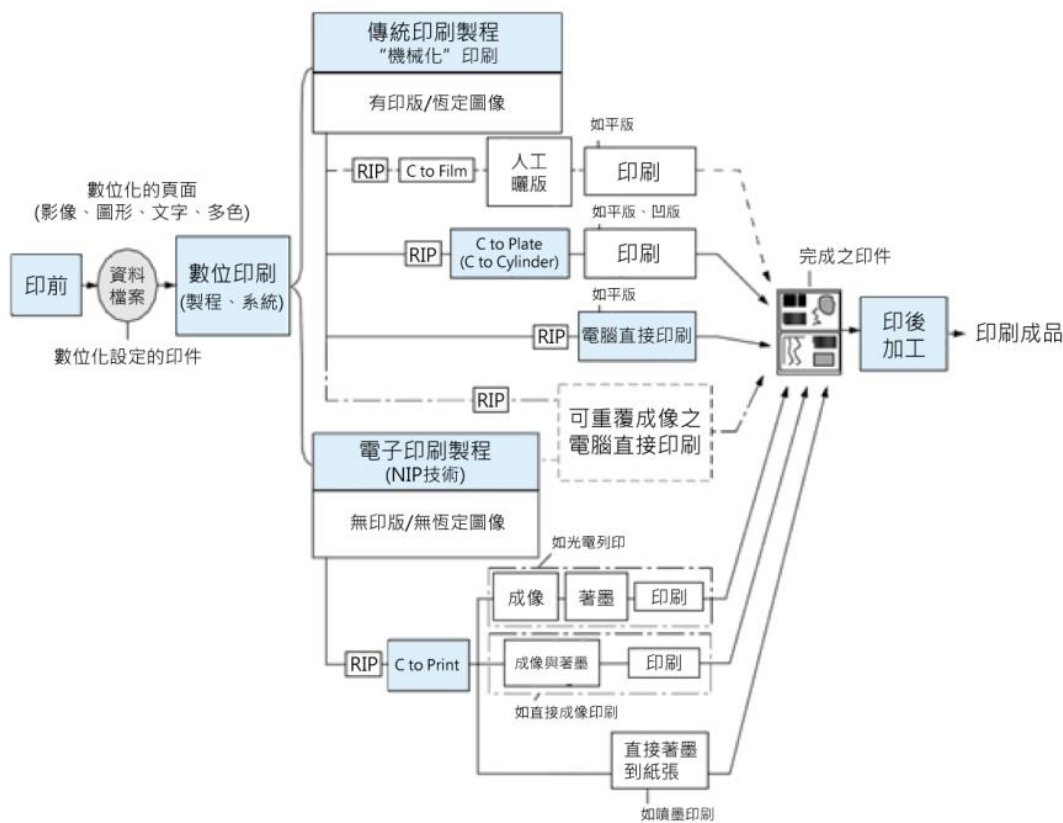 傳統印刷製程
“機械化”印刷
有印版/恆定圖像
如平版
RIP
C to Film
人工
曬版
印刷
數位化的頁面
(影像、圖形、文字、多色)
如平版、凹版
RIP
C to Plate
(C to Cylinder)
印刷
完成之印件
印前
資料
檔案
數位印刷
(製程、系統)
如平版
RIP
電腦直接印刷
印後
加工
印刷成品
數位化設定的印件
RIP
可重覆成像之
電腦直接印刷
電子印刷製程
(NIP技術)
無印版/無恆定圖像
如光電列印
成像
著墨
印刷
RIP
C to Print
成像與著墨
印刷
如直接成像印刷
直接著墨
到紙張
如噴墨印刷